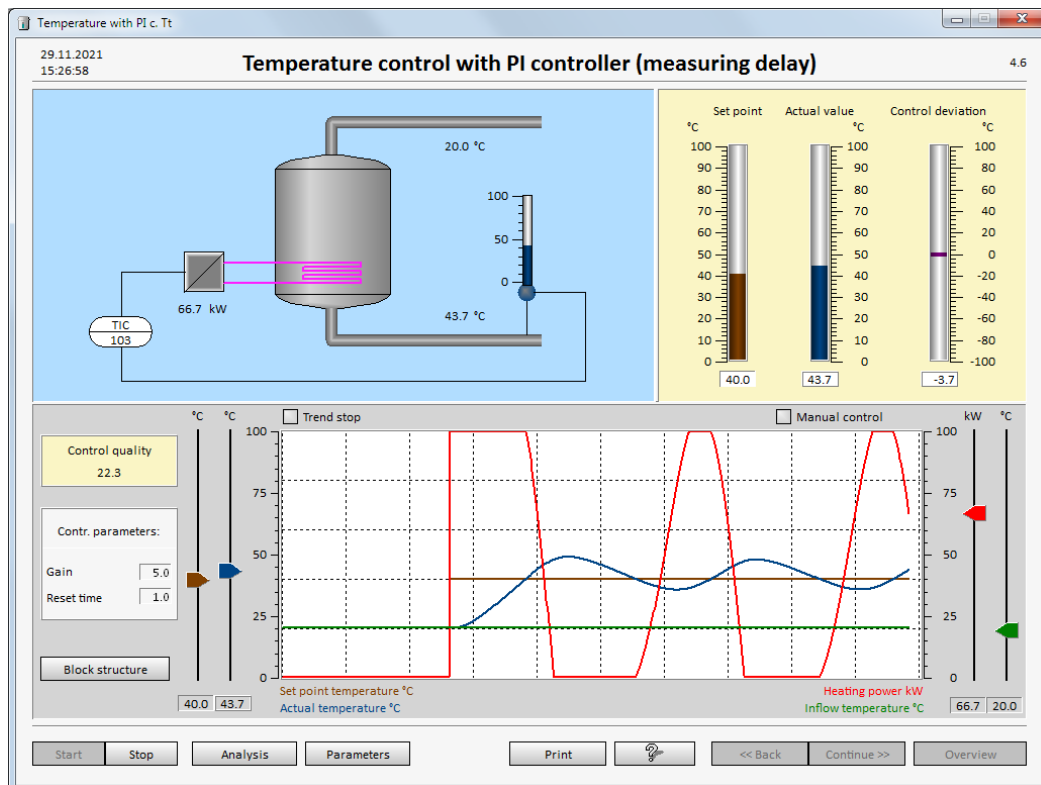 Temperature with PI c. Tt
29.11.2021
15:26:58
Temperature control with PI controller (measuring delay)
4.6
20.0 °C
100
50
0
66.7 kW
TIC
103
43.7 °C
Set point Actual value Control deviation
°C °C °C
100 100 100
90 90 80
80 80 60
70 70 40
60 60 20
50 50 0
40 40 -20
30 30 -40
20 20 -60
10 10 -80
0 0 -100
40.0 43.7 -3.7
°C °C
Trend stop
Manual control
kW °C
Control quality
22.3
Contr. parameters:
Gain 5.0
Reset time 1.0
Block structure
100 100
75 75
50 50
25 25
0 0
40.0 43.7
Set point temperature °C
Actual temperature °C
Heating power kW
Inflow temperature °C
66.7 20.0
Start Stop Analysis Parameters Print << Back Continue >> Overview